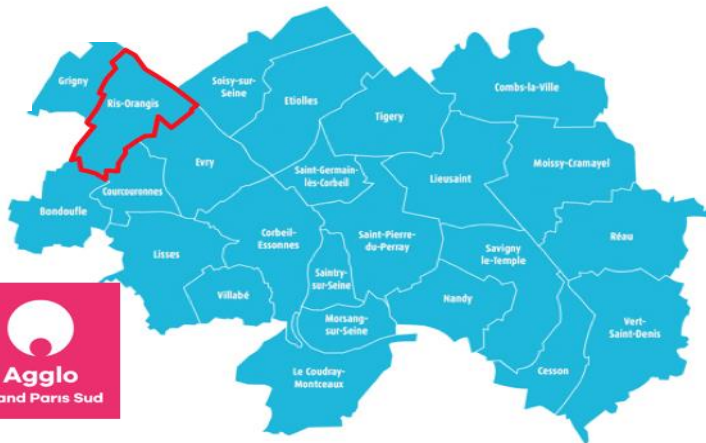 Grigny
Ris-Orangis
Soisy-sur-
Seine
Etiolles
Tigery
Combs-la-Ville
Evry
Saint-Germain-
lès-Corbeil
Lieusaint
Moissy-Cramayel
Courcouronnes
Bondoufle
Lisses
Corbeil-
Essonnes
Saint-Pierre-
du-Perray
Savigny
le-Temple
Réau
Villabé
Saintry-
sur-Seine
Nandy
Morsang-
sur-Seine
Vert-
Saint-Denis
Le Coudray-
Montceaux
Cesson
Agglo
and Paris Sud